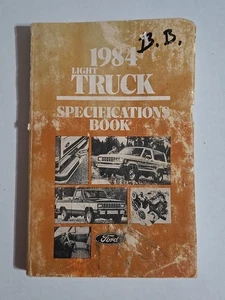 1984
J.B.
LIGHT
TRUCK
SPECIFICATIONS
BOOK
Ford